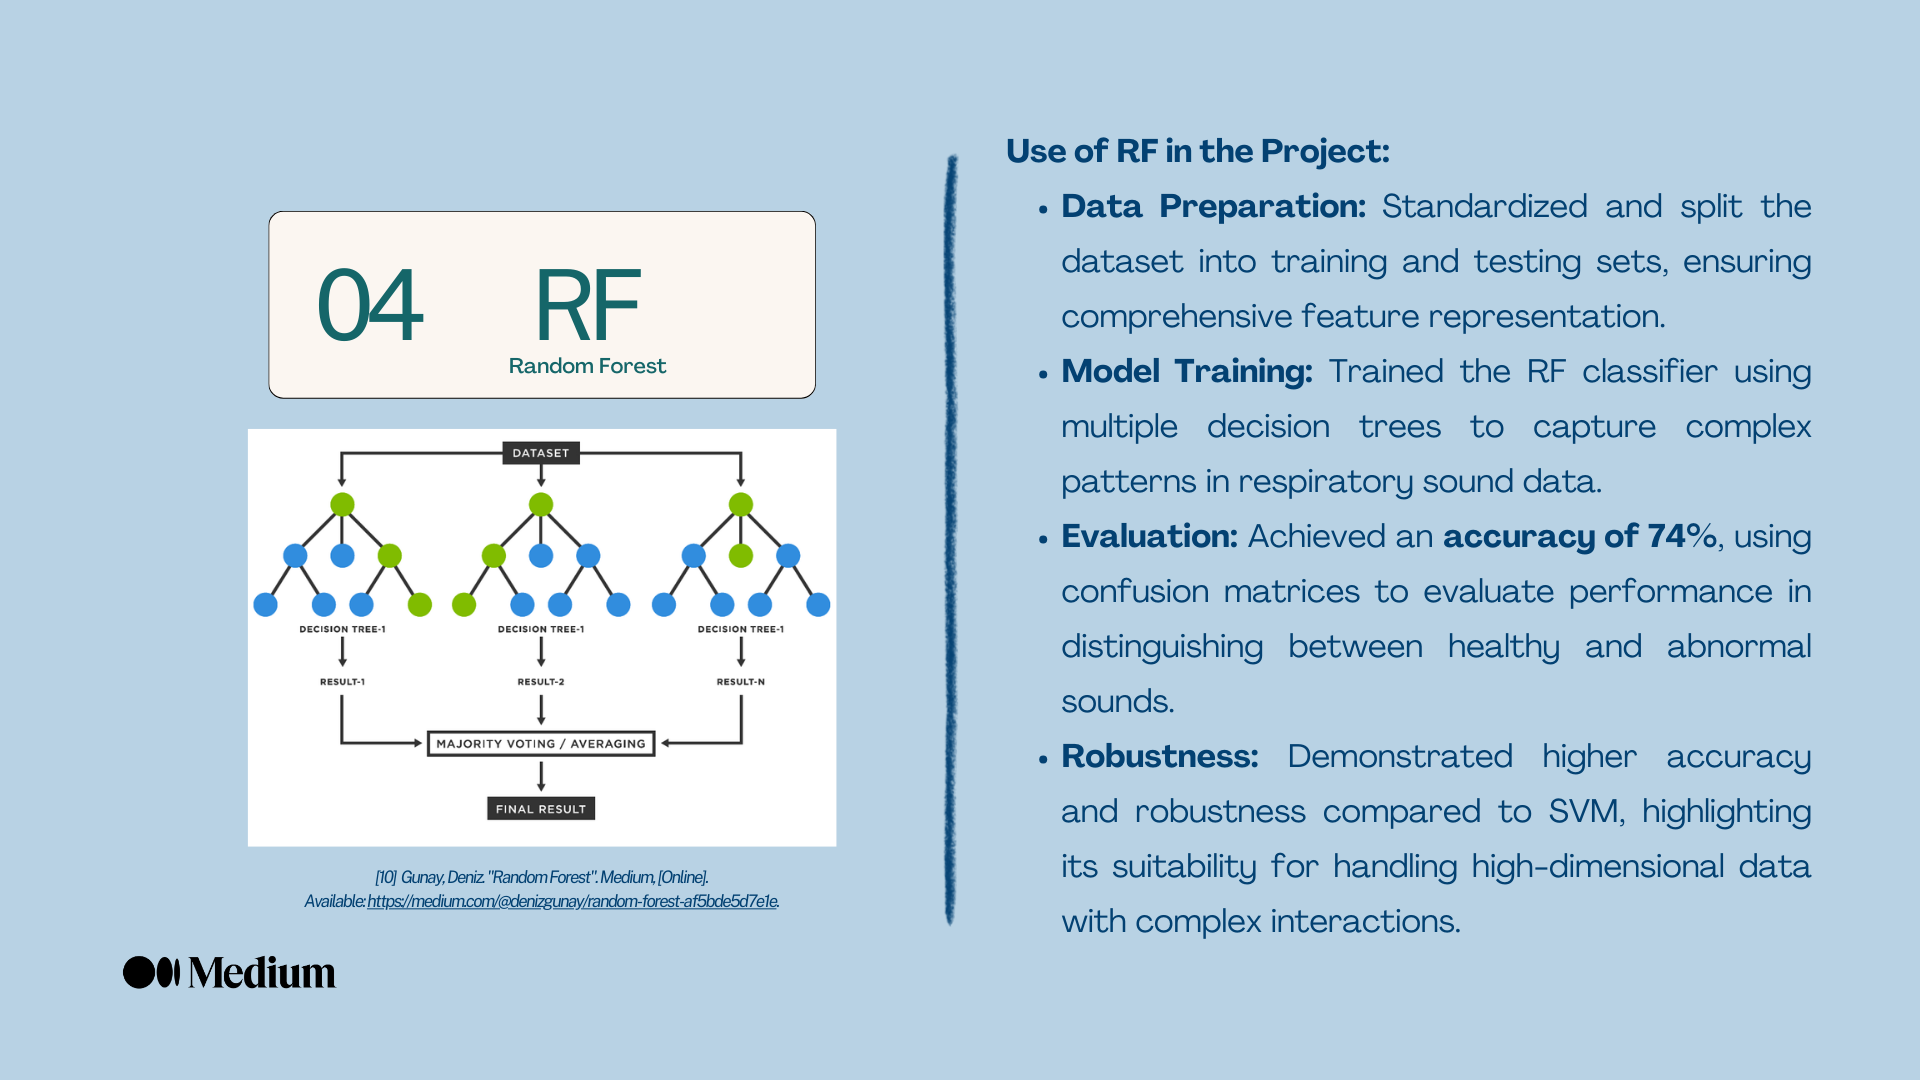 04 RF
Random Forest
DATASET
DECISION TREE-1 DECISION TREE-1 DECISION TREE-1
RESULT-1 RESULT-2 RESULT-N
MAJORITY VOTING / AVERAGING
FINAL RESULT
[10] Gunay, Deniz. "Random Forest". Medium, [Online].
Available: https://medium.com/@denizgunay/random-forest-af5bde5d7e1e.
Medium
Use of RF in the Project:
• Data Preparation: Standardized and split the
dataset into training and testing sets, ensuring
comprehensive feature representation.
• Model Training: Trained the RF classifier using
multiple decision trees to capture complex
patterns in respiratory sound data.
• Evaluation: Achieved an accuracy of 74%, using
confusion matrices to evaluate performance in
distinguishing between healthy and abnormal
sounds.
• Robustness: Demonstrated higher accuracy
and robustness compared to SVM, highlighting
its suitability for handling high-dimensional data
with complex interactions.